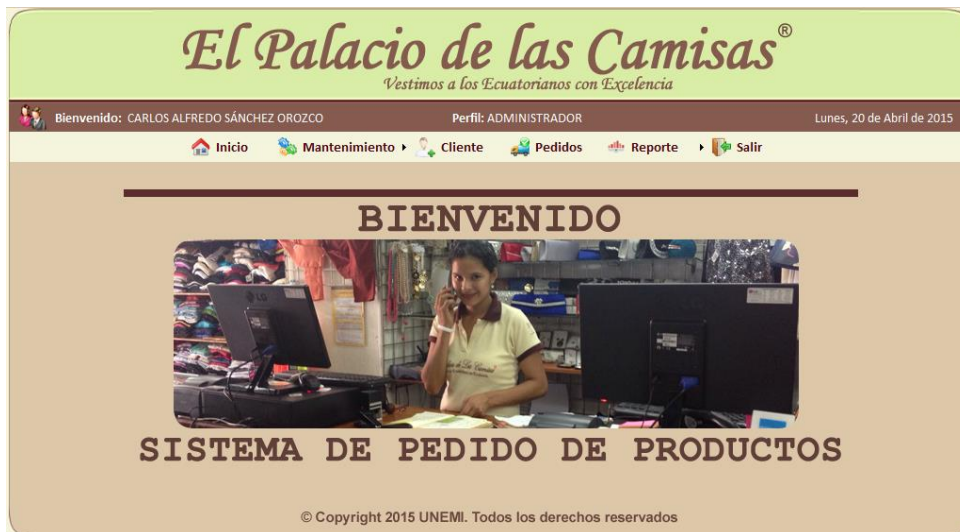 El Palacio de las Camisas®
Vestimos a los Ecuatorianos con Excelencia
Bienvenido: CARLOS ALFREDO SÁNCHEZ OROZCO Perfil: ADMINISTRADOR Lunes, 20 de Abril de 2015
Inicio Mantenimiento Cliente Pedidos Reporte Salir
BIENVENIDO
LG
SISTEMA DE PEDIDO DE PRODUCTOS
© Copyright 2015 UNEMI. Todos los derechos reservados